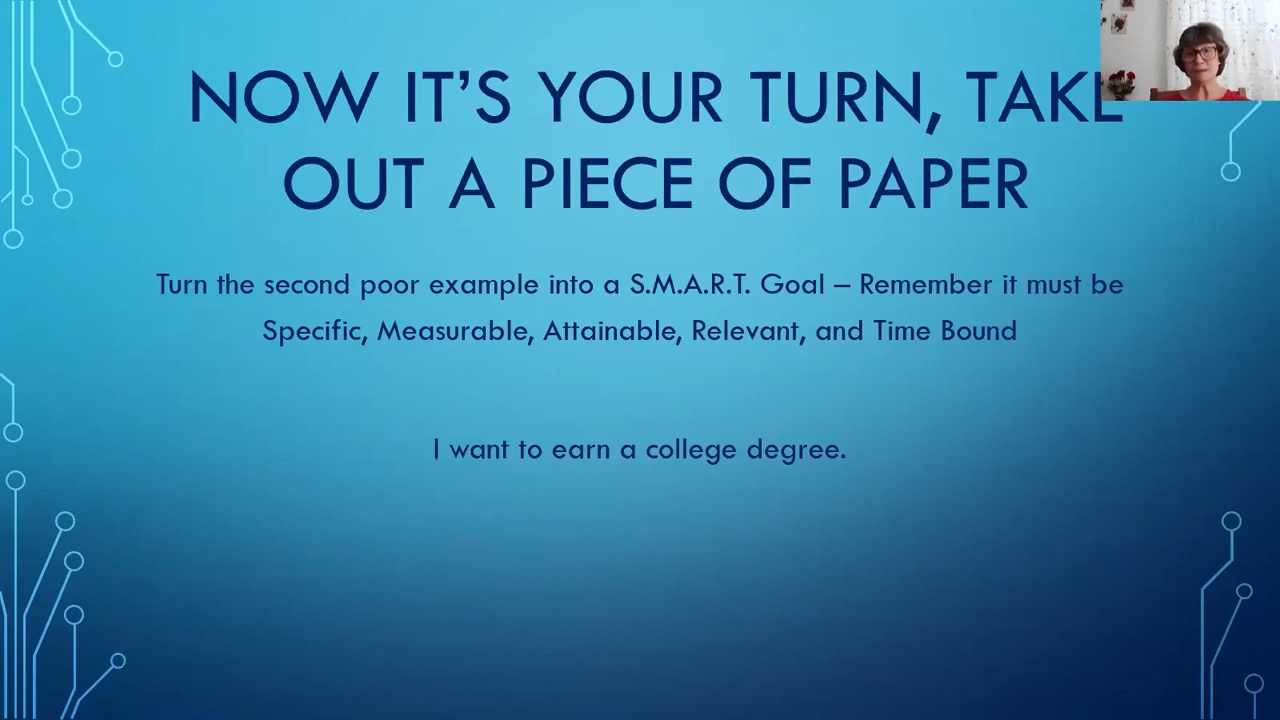 NOW IT'S YOUR TURN, TAKE
OUT A PIECE OF PAPER
Turn the second poor example into a S.M.A.R.T. Goal – Remember it must be
Specific, Measurable, Attainable, Relevant, and Time Bound
I want to earn a college degree.